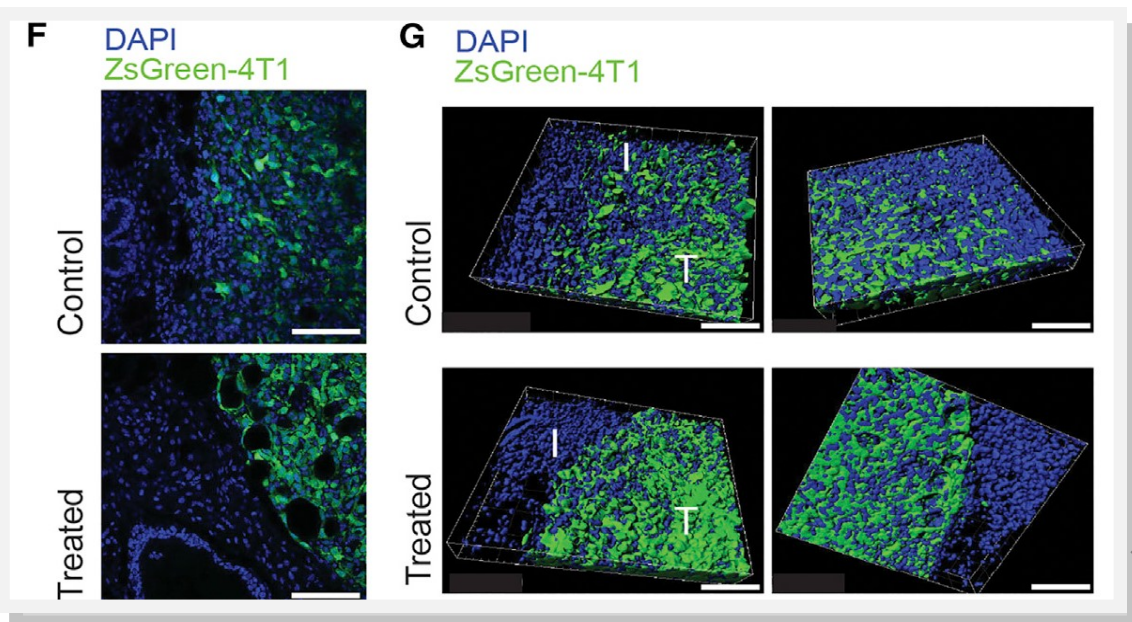 F
DAPI
ZsGreen-4T1
Control
Treated
G
DAPI
ZsGreen-4T1
Control
I
T
Treated
I
T